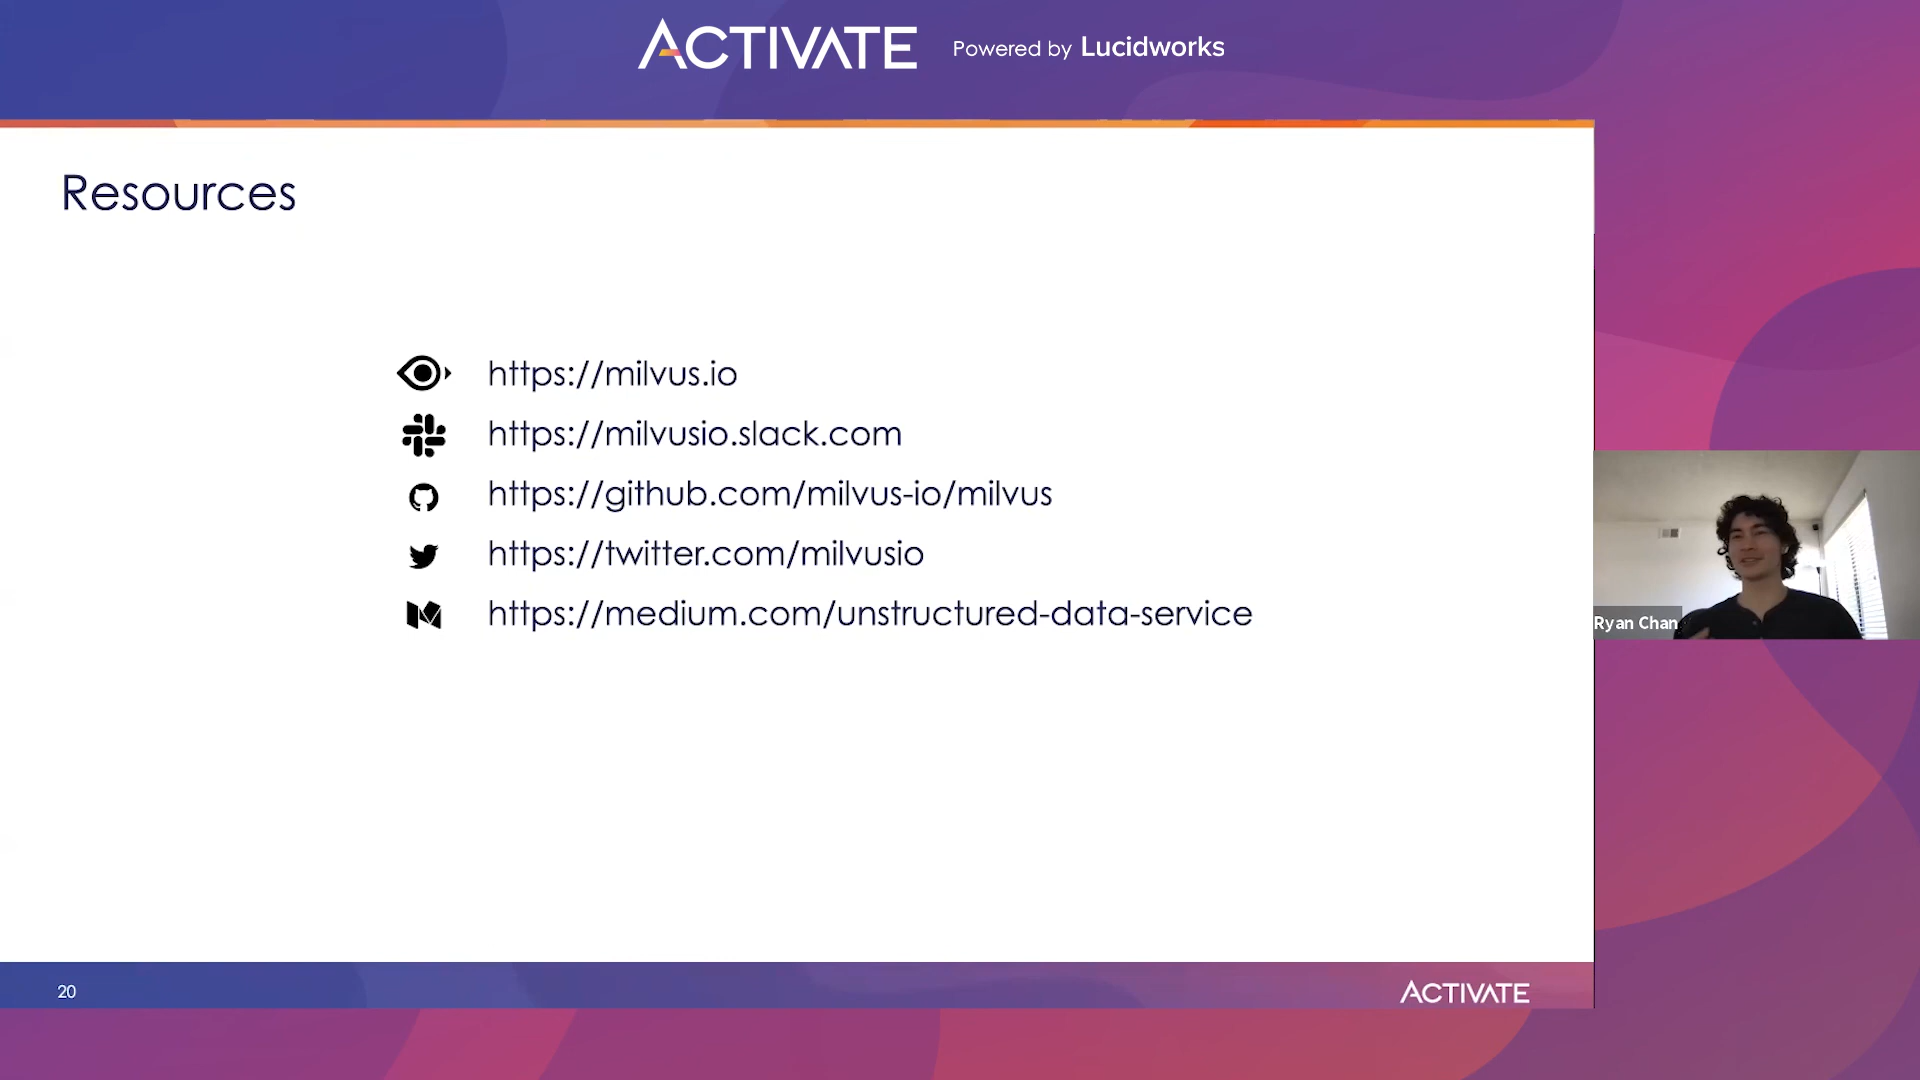 ACTIVATE Powered by Lucidworks
Resources
https://milvus.io
https://milvusio.slack.com
https://github.com/milvus-io/milvus
https://twitter.com/milvusio
https://medium.com/unstructured-data-service
Ryan Chan
20
ACTIVATE